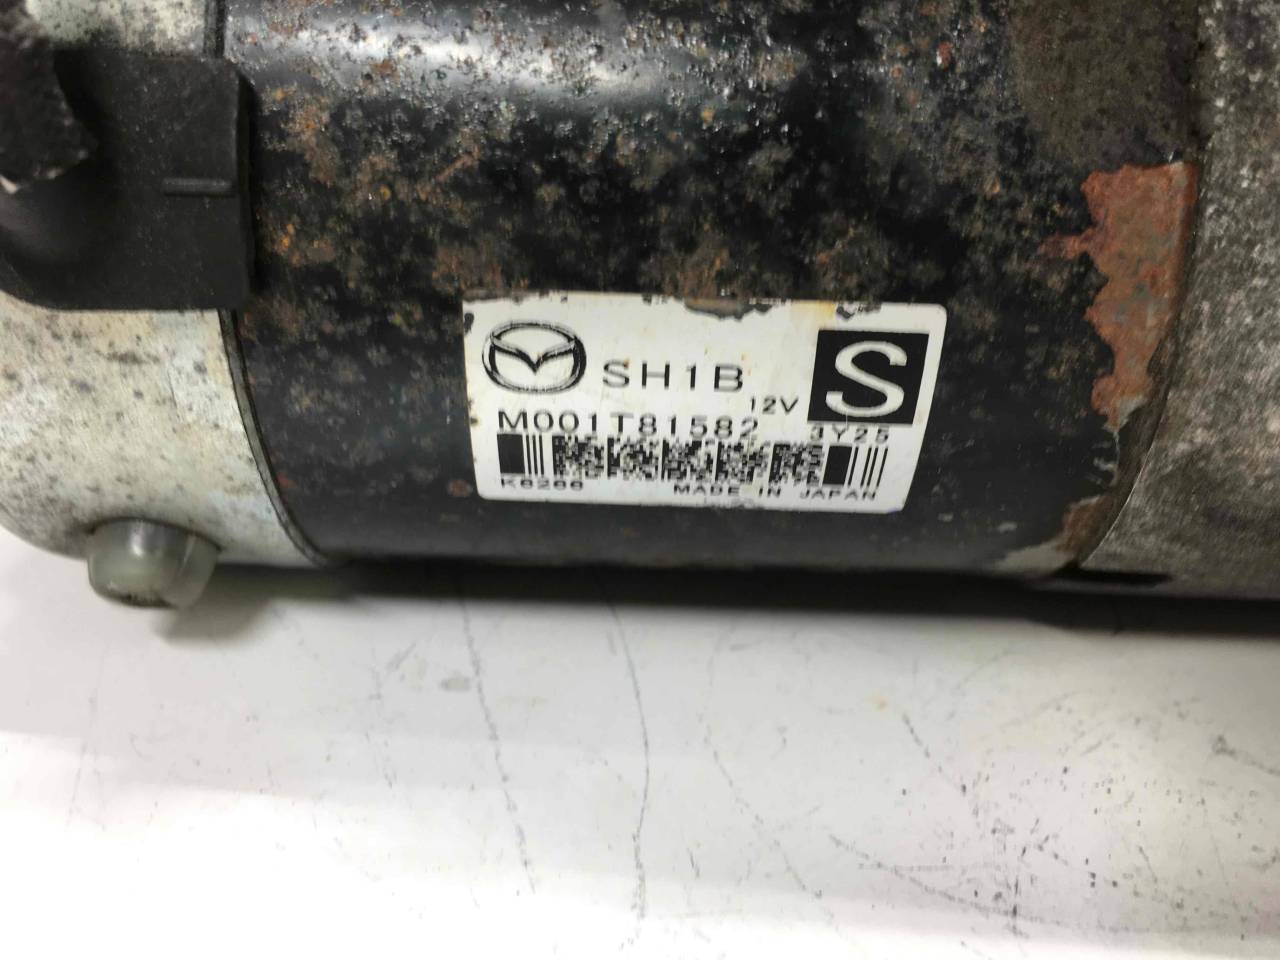 SH1B
S
12V
M001T81582
3Y25
K6266
MADE IN JAPAN